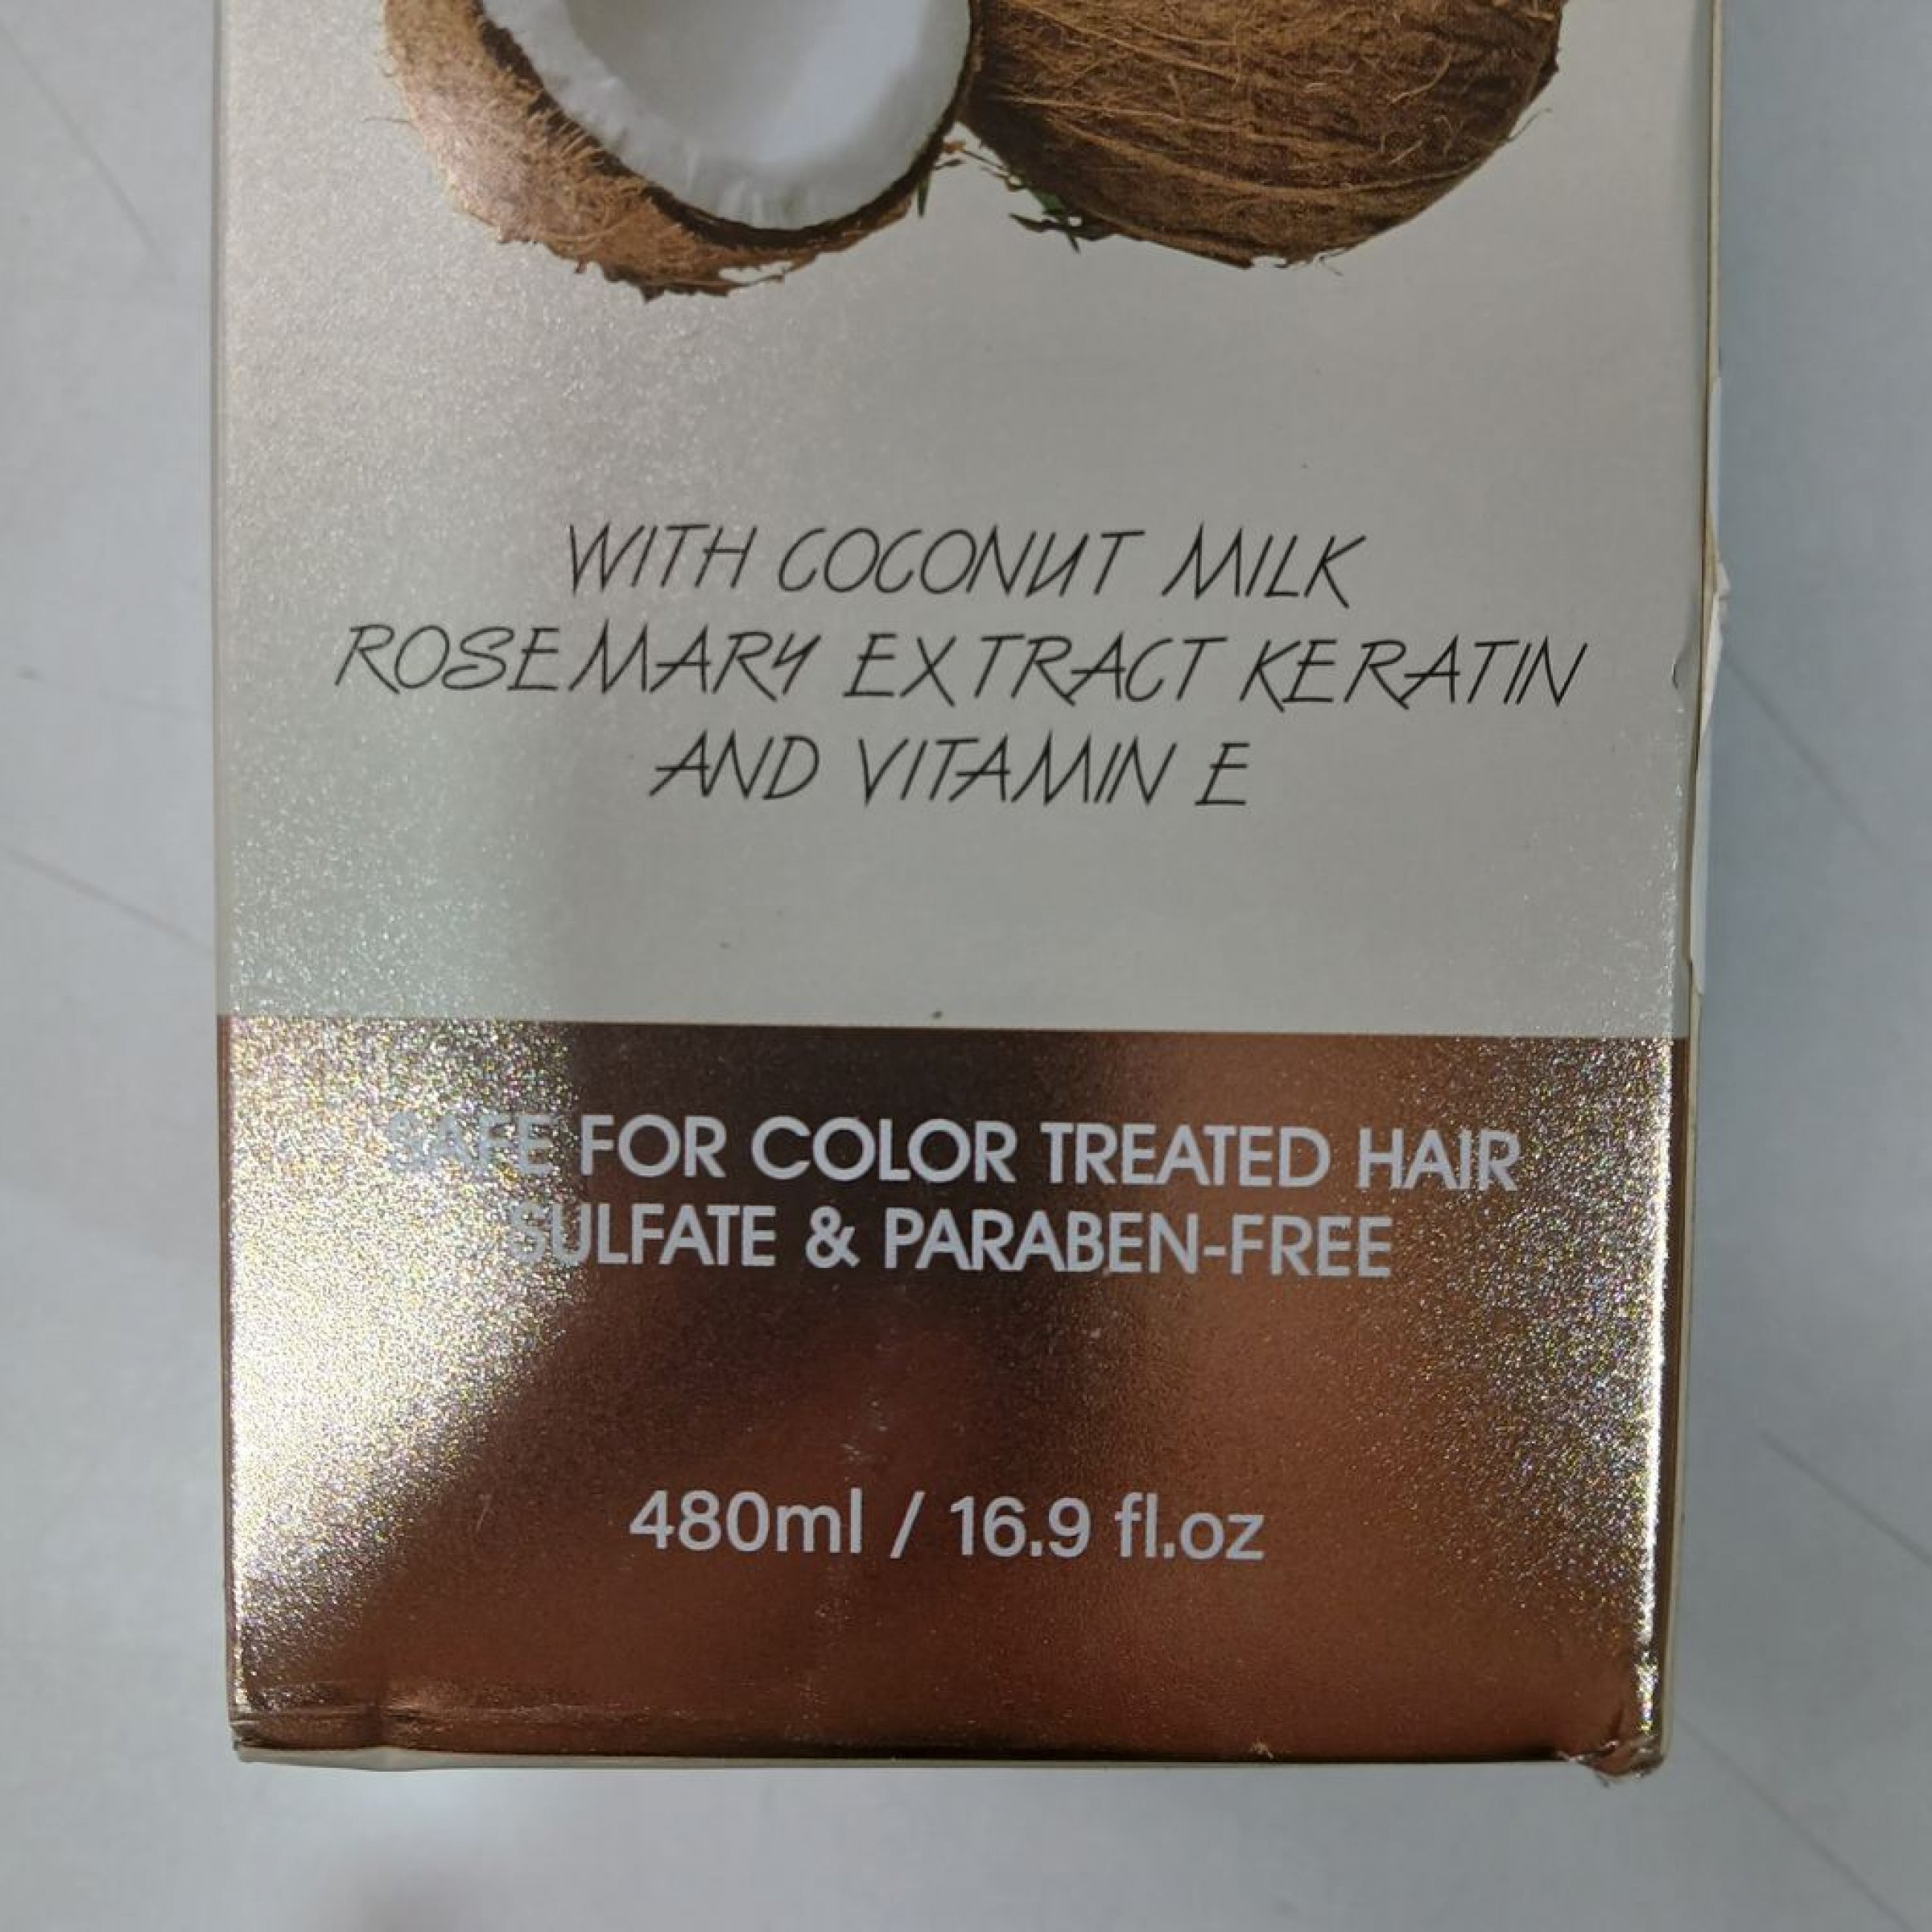 WITH COCONUT MILK
ROSEMARY EXTRACT KERATIN
AND VITAMIN E
SAFE FOR COLOR TREATED HAIR
SULFATE & PARABEN-FREE
480ml / 16.9 fl.oz